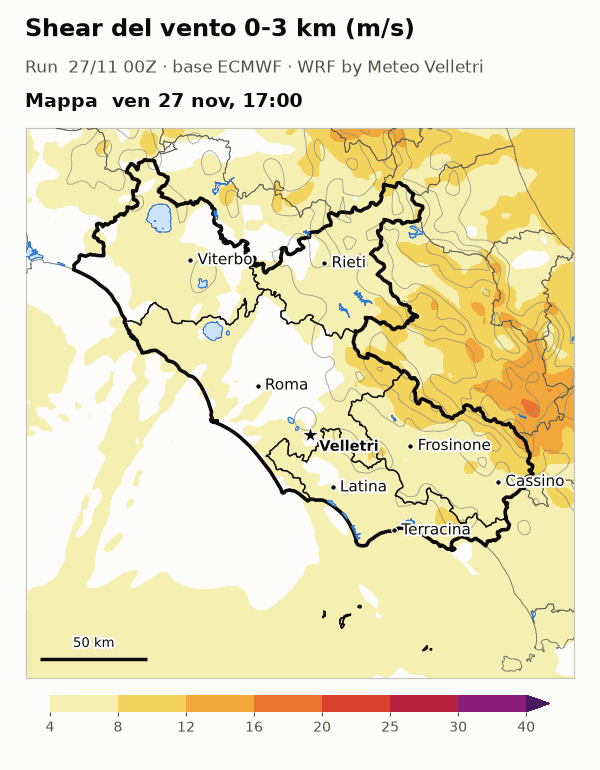 Shear del vento 0-3 km (m/s)
Run  27/11 00Z · base ECMWF · WRF by Meteo Velletri
Mappa  ven 27 nov, 17:00
Viterbo
Rieti
Roma
Velletri
Frosinone
Cassino
Latina
Terracina
50 km
4 8 12 16 20 25 30 40